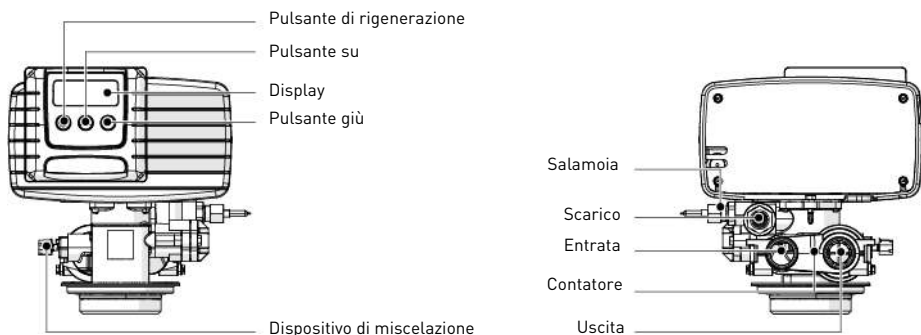 Pulsante di rigenerazione
Pulsante su
Display
Pulsante giù
Dispositivo di miscelazione
Salamoia
Scarico
Entrata
Contatore
Uscita